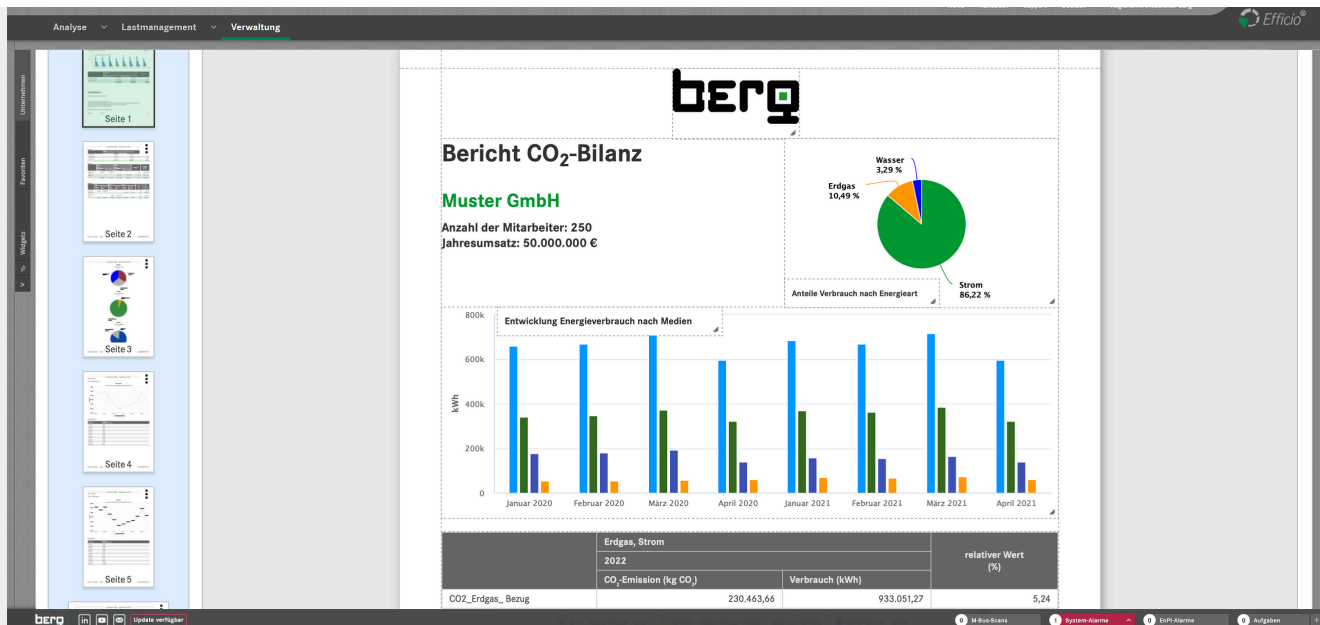 Efficio®
Analyse
Lastmanagement
Verwaltung
Unternehmen
Favoriten
Widgets
Seite 1
Seite 2
Seite 3
Seite 4
Seite 5
berg
Bericht CO₂-Bilanz
Muster GmbH
Anzahl der Mitarbeiter: 250
Jahresumsatz: 50.000.000 €
Wasser
3,29 %
Erdgas
10,49 %
Strom
86,22 %
Anteile Verbrauch nach Energieart
Entwicklung Energieverbrauch nach Medien
800k
600k
400k
200k
0
kWh
Januar 2020
Februar 2020
März 2020
April 2020
Januar 2021
Februar 2021
März 2021
April 2021
Erdgas, Strom
relativer Wert
(%)
2022
CO₂-Emission (kg CO₂)
Verbrauch (kWh)
CO2_Erdgas_ Bezug
230.463,66
933.051,27
5,24
berg
in
Update verfügbar
0 M-Bus-Scans
1 System-Alarme
0 EnPI-Alarme
0 Aufgaben